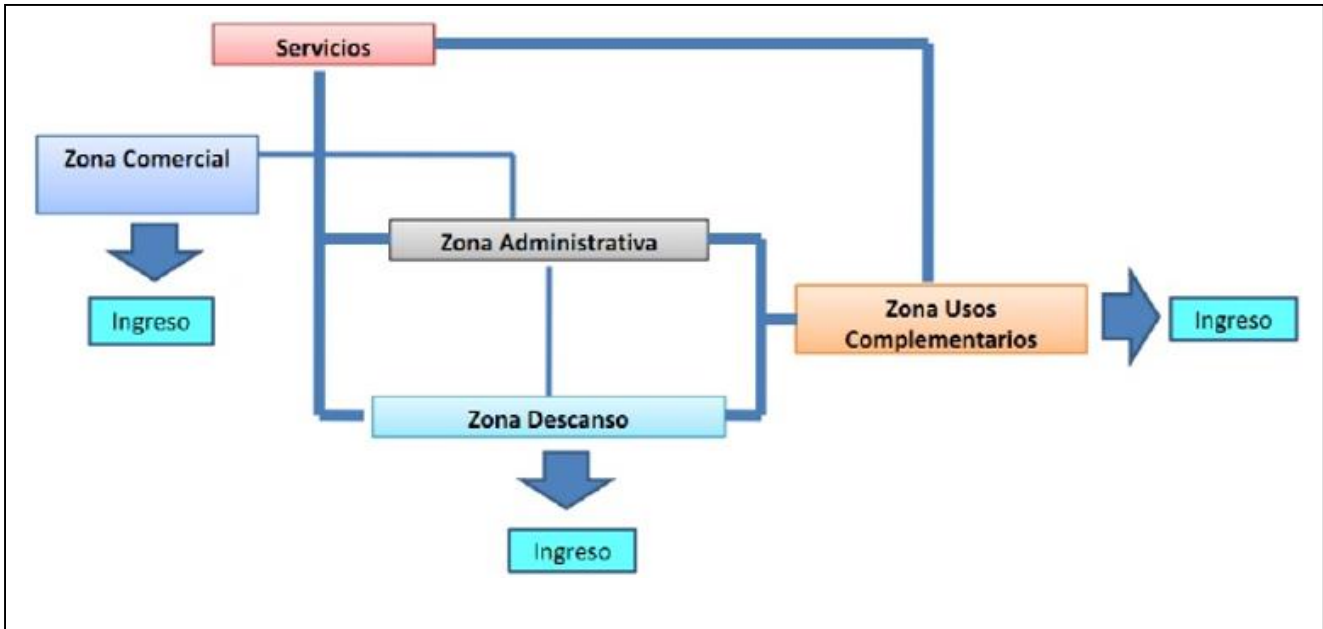 Servicios
Zona Comercial
Zona Administrativa
Zona Usos
Complementarios
Ingreso
Ingreso
Zona Descanso
Ingreso